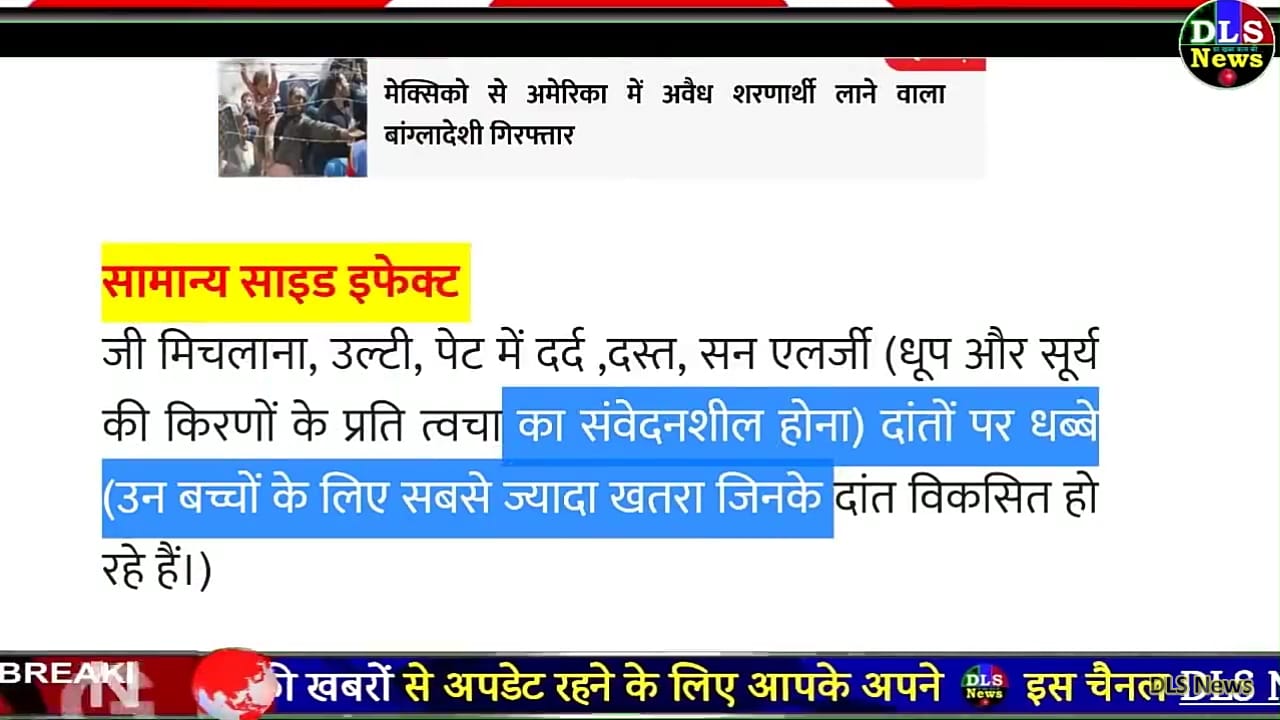 DLS
News
मेक्सिको से अमेरिका में अवैध शरणार्थी लाने वाला
बांग्लादेशी गिरफ्तार
सामान्य साइड इफेक्ट
जी मिचलाना, उल्टी, पेट में दर्द ,दस्त, सन एलर्जी (धूप और सूर्य
की किरणों के प्रति त्वचा का संवेदनशील होना) दांतों पर धब्बे
(उन बच्चों के लिए सबसे ज्यादा खतरा जिनके दांत विकसित हो
रहे हैं।)
BREAKI
खबरों से अपडेट रहने के लिए आपके अपने DLS News इस चैनल DLS N
DLS News